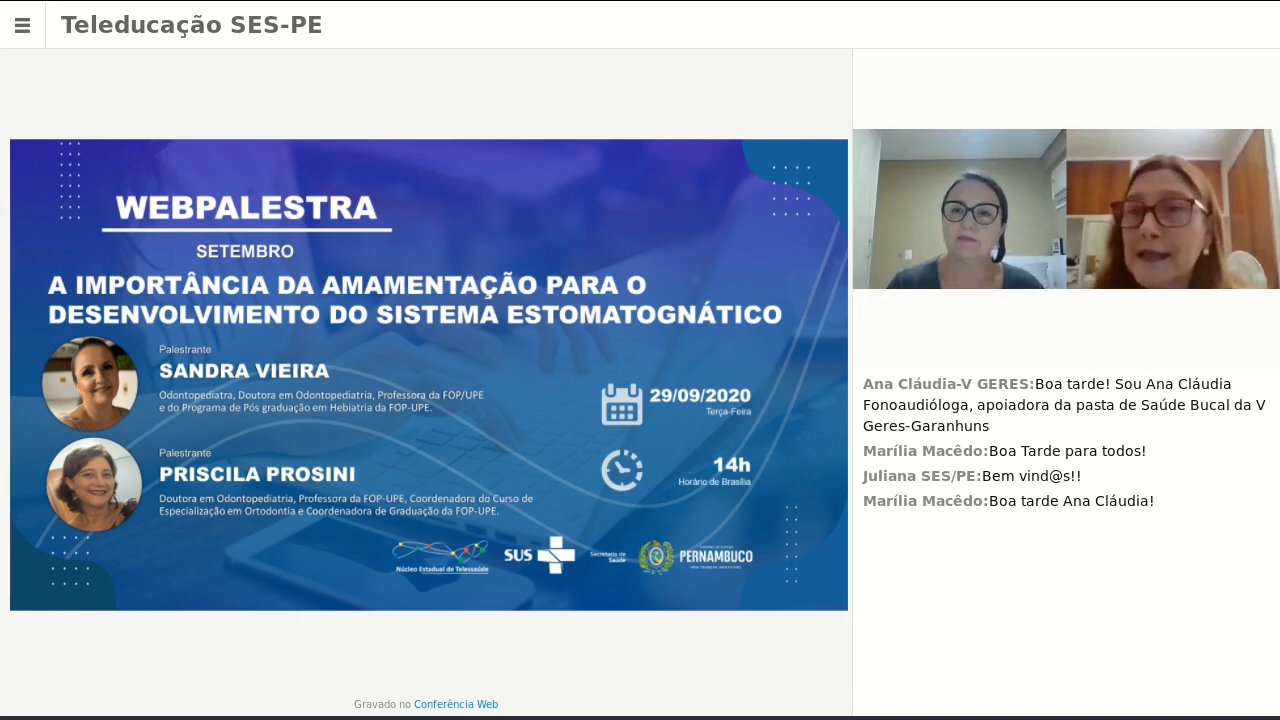 Teleducação SES-PE
WEBPALESTRA
SETEMBRO
A IMPORTÂNCIA DA AMAMENTAÇÃO PARA O
DESENVOLVIMENTO DO SISTEMA ESTOMATOGNÁTICO
Palestrante
SANDRA VIEIRA
Odontopediatra, Doutora em Odontopediatria, Professora da FOP/UPE
e do Programa de Pós graduação em Hebiatria da FOP-UPE.
29/09/2020
Terça-Feira
Palestrante
PRISCILA PROSINI
Doutora em Odontopediatria, Professora da FOP-UPE, Coordenadora do Curso de
Especialização em Ortodontia e Coordenadora de Graduação da FOP-UPE.
14h
Horário de Brasília
Núcleo Estadual de Telessaúde
SUS
Secretaria de
Saúde
PERNAMBUCO
Gravado no Conferência Web
Ana Cláudia-V GERES:Boa tarde! Sou Ana Cláudia
Fonoaudióloga, apoiadora da pasta de Saúde Bucal da V
Geres-Garanhuns
Marília Macêdo:Boa Tarde para todos!
Juliana SES/PE:Bem vind@s!!
Marília Macêdo:Boa tarde Ana Cláudia!